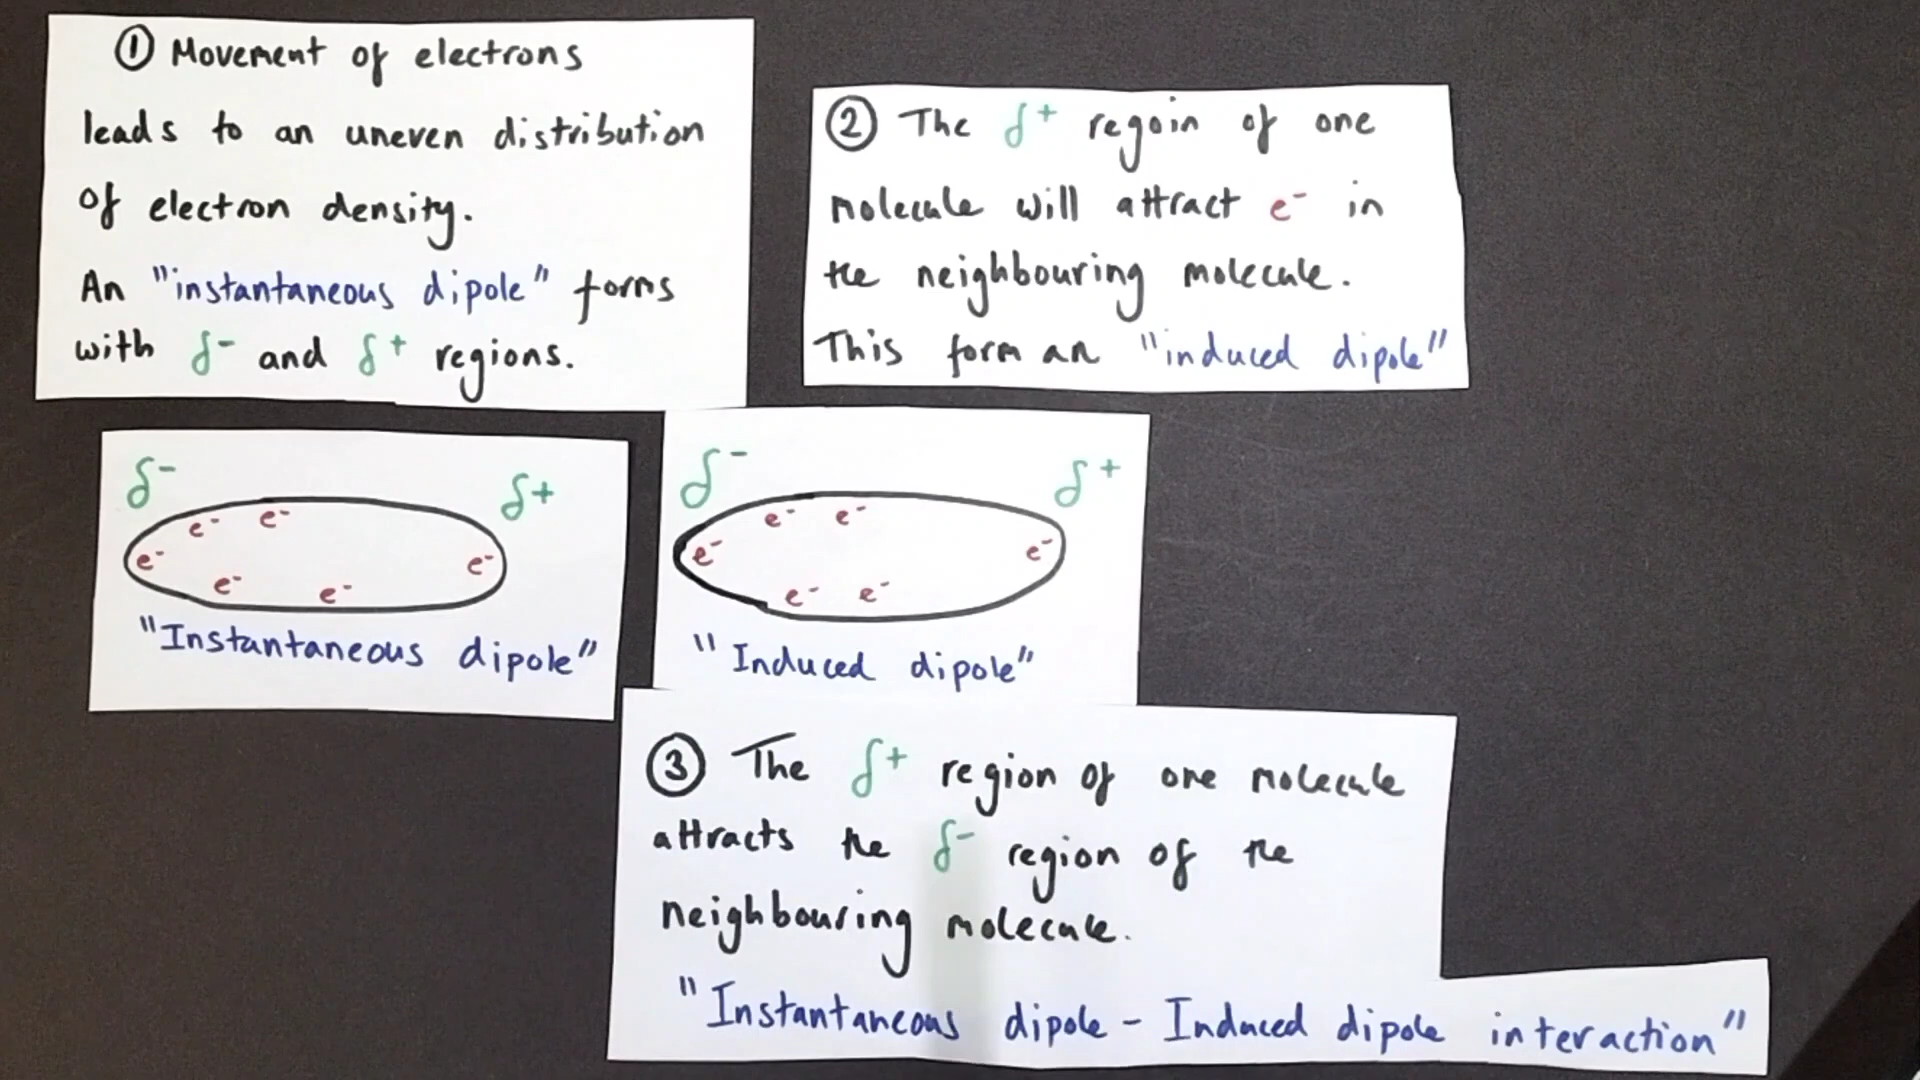 ① Movement of electrons
leads to an uneven distribution
of electron density.
An "instantaneous dipole" forms
with δ- and δ+ regions.
② The δ+ regoin of one
molecule will attract e- in
the neighbouring molecule.
This form an "induced dipole"
δ- δ+
e- e- e- e- e- e-
"Instantaneous dipole"
δ- δ+
e- e- e- e- e- e-
"Induced dipole"
③ The δ+ region of one molecule
attracts the δ- region of the
neighbouring molecule.
"Instantaneous dipole - Induced dipole interaction"